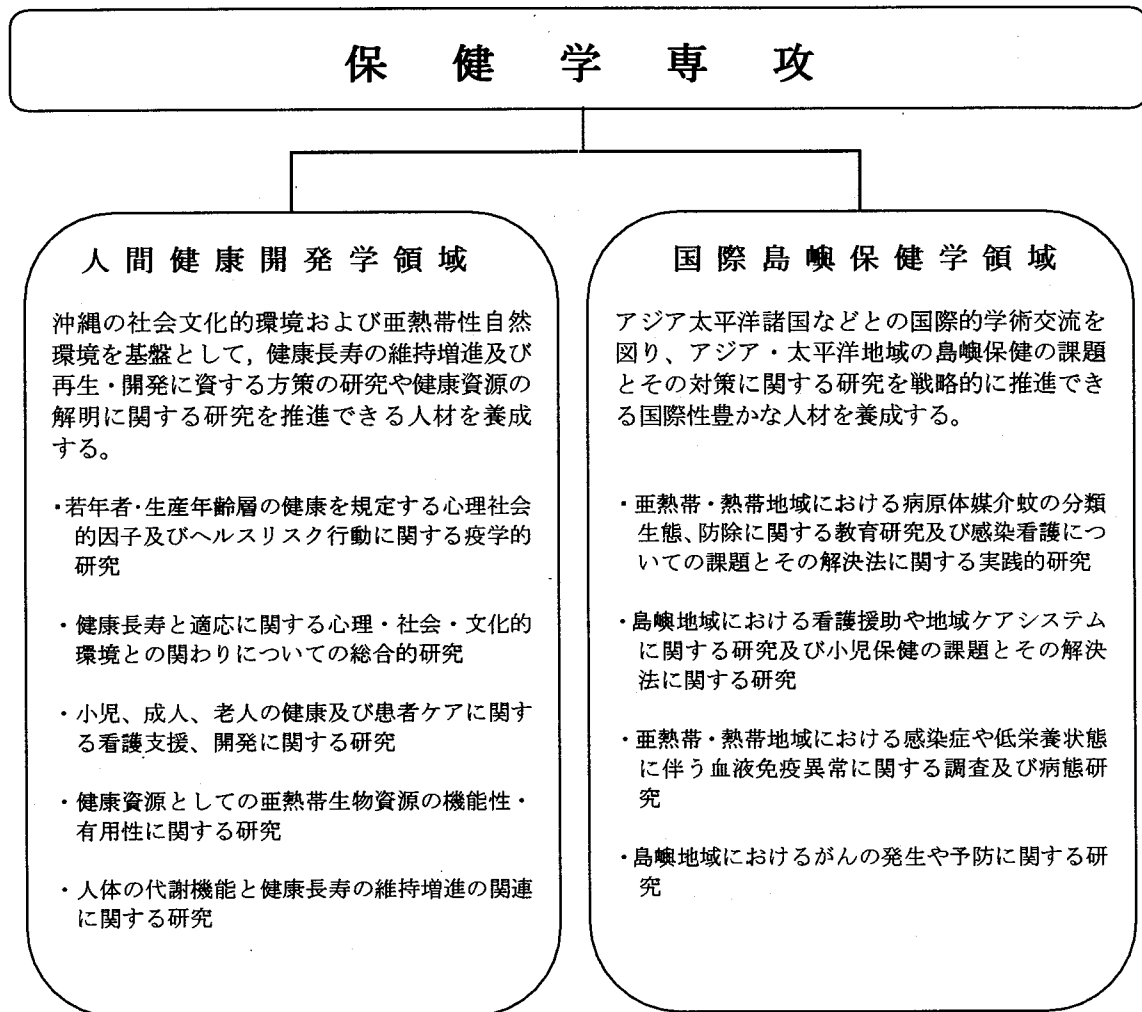 保健学専攻
人間健康開発学領域
沖縄の社会文化的環境および亜熱帯性自然
環境を基盤として,健康長寿の維持増進及び
再生・開発に資する方策の研究や健康資源の
解明に関する研究を推進できる人材を養成
する。
・若年者・生産年齢層の健康を規定する心理社会
的因子及びヘルスリスク行動に関する疫学的
研究
・健康長寿と適応に関する心理・社会・文化的
環境との関わりについての総合的研究
・小児、成人、老人の健康及び患者ケアに関す
る看護支援、開発に関する研究
・健康資源としての亜熱帯生物資源の機能性・
有用性に関する研究
・人体の代謝機能と健康長寿の維持増進の関連
に関する研究
国際島嶼保健学領域
アジア太平洋諸国などとの国際的学術交流を
図り、アジア・太平洋地域の島嶼保健の課題
とその対策に関する研究を戦略的に推進でき
る国際性豊かな人材を養成する。
・亜熱帯・熱帯地域における病原体媒介蚊の分類
生態、防除に関する教育研究及び感染看護につ
いての課題とその解決法に関する実践的研究
・島嶼地域における看護援助や地域ケアシステム
に関する研究及び小児保健の課題とその解決
法に関する研究
・亜熱帯・熱帯地域における感染症や低栄養状態
に伴う血液免疫異常に関する調査及び病態研
究
・島嶼地域におけるがんの発生や予防に関する研
究